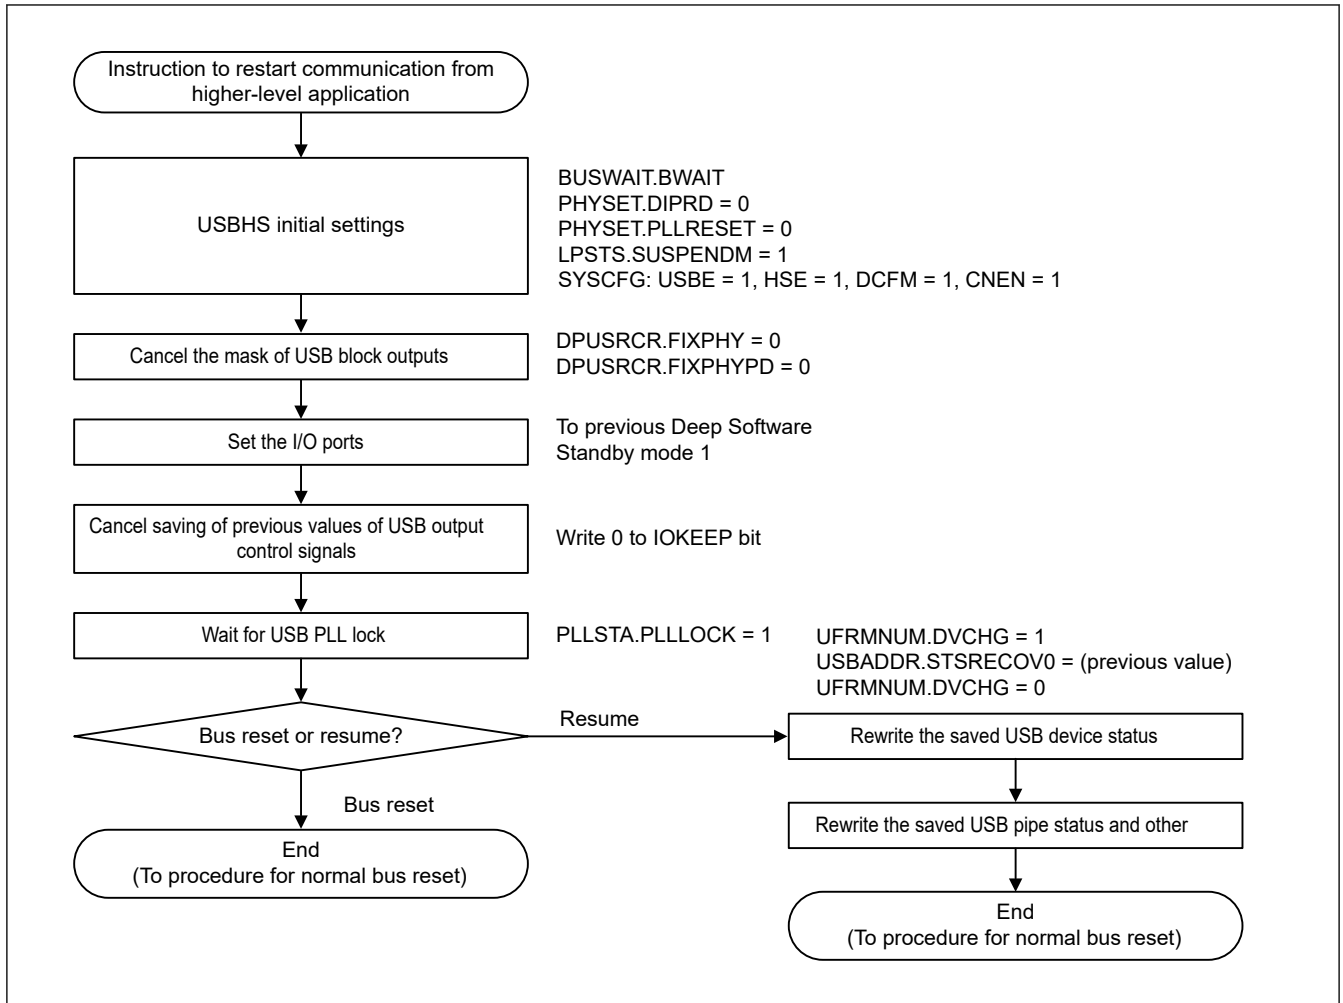 Instruction to restart communication from
higher-level application
USBHS initial settings
BUSWAIT.BWAIT
PHYSET.DIPRD = 0
PHYSET.PLLRESET = 0
LPSTS.SUSPENDM = 1
SYSCFG: USBE = 1, HSE = 1, DCFM = 1, CNEN = 1
Cancel the mask of USB block outputs
DPUSRCR.FIXPHY = 0
DPUSRCR.FIXPHYPD = 0
Set the I/O ports
To previous Deep Software
Standby mode 1
Cancel saving of previous values of USB output
control signals
Write 0 to IOKEEP bit
Wait for USB PLL lock
PLLSTA.PLLLOCK = 1
UFRMNUM.DVCHG = 1
USBADDR.STSRECOV0 = (previous value)
UFRMNUM.DVCHG = 0
Bus reset or resume?
Resume
Rewrite the saved USB device status
Bus reset
Rewrite the saved USB pipe status and other
End
(To procedure for normal bus reset)
End
(To procedure for normal bus reset)